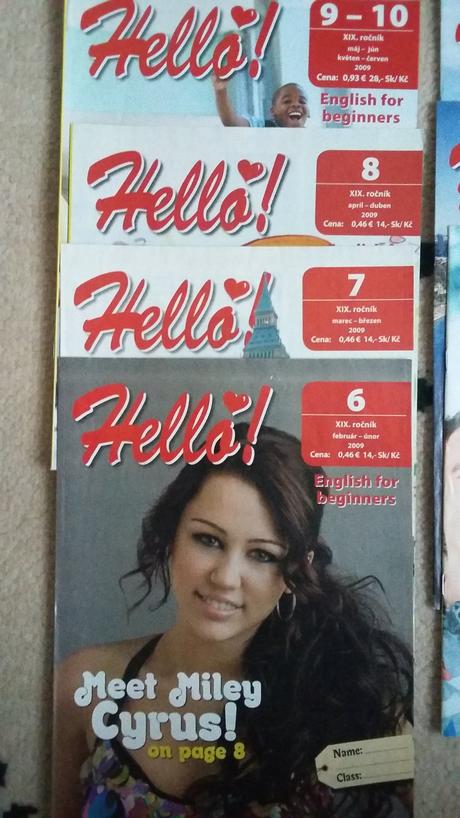 Hello!
9 – 10
XIX. ročník
máj – jún
květen – červen
2009
Cena: 0,93 € 28,- Sk/ Kč
English for
beginners
Hello!
8
XIX. ročník
apríl – duben
2009
Cena: 0,46 € 14,- Sk/ Kč
Hello!
7
XIX. ročník
marec – březen
2009
Cena: 0,46 € 14,- Sk/ Kč
Hello!
6
XIX. ročník
február – únor
2009
Cena: 0,46 € 14,- Sk/ Kč
English for
beginners
Meet Miley
Cyrus!
on page 8
Name:
Class: